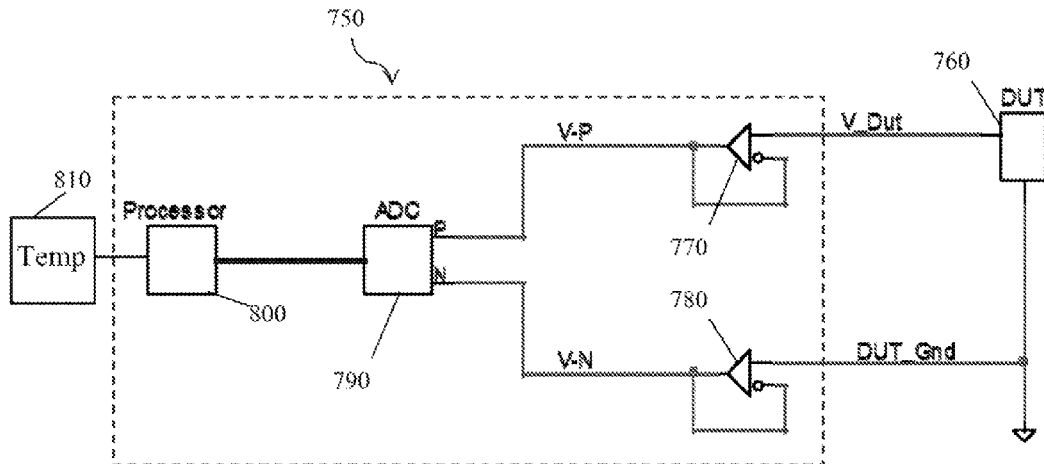 750
760
DUT
V_Dut
V-P
770
810
Processor
ADC
P
Temp
N
800
780
790
V-N
DUT_Gnd